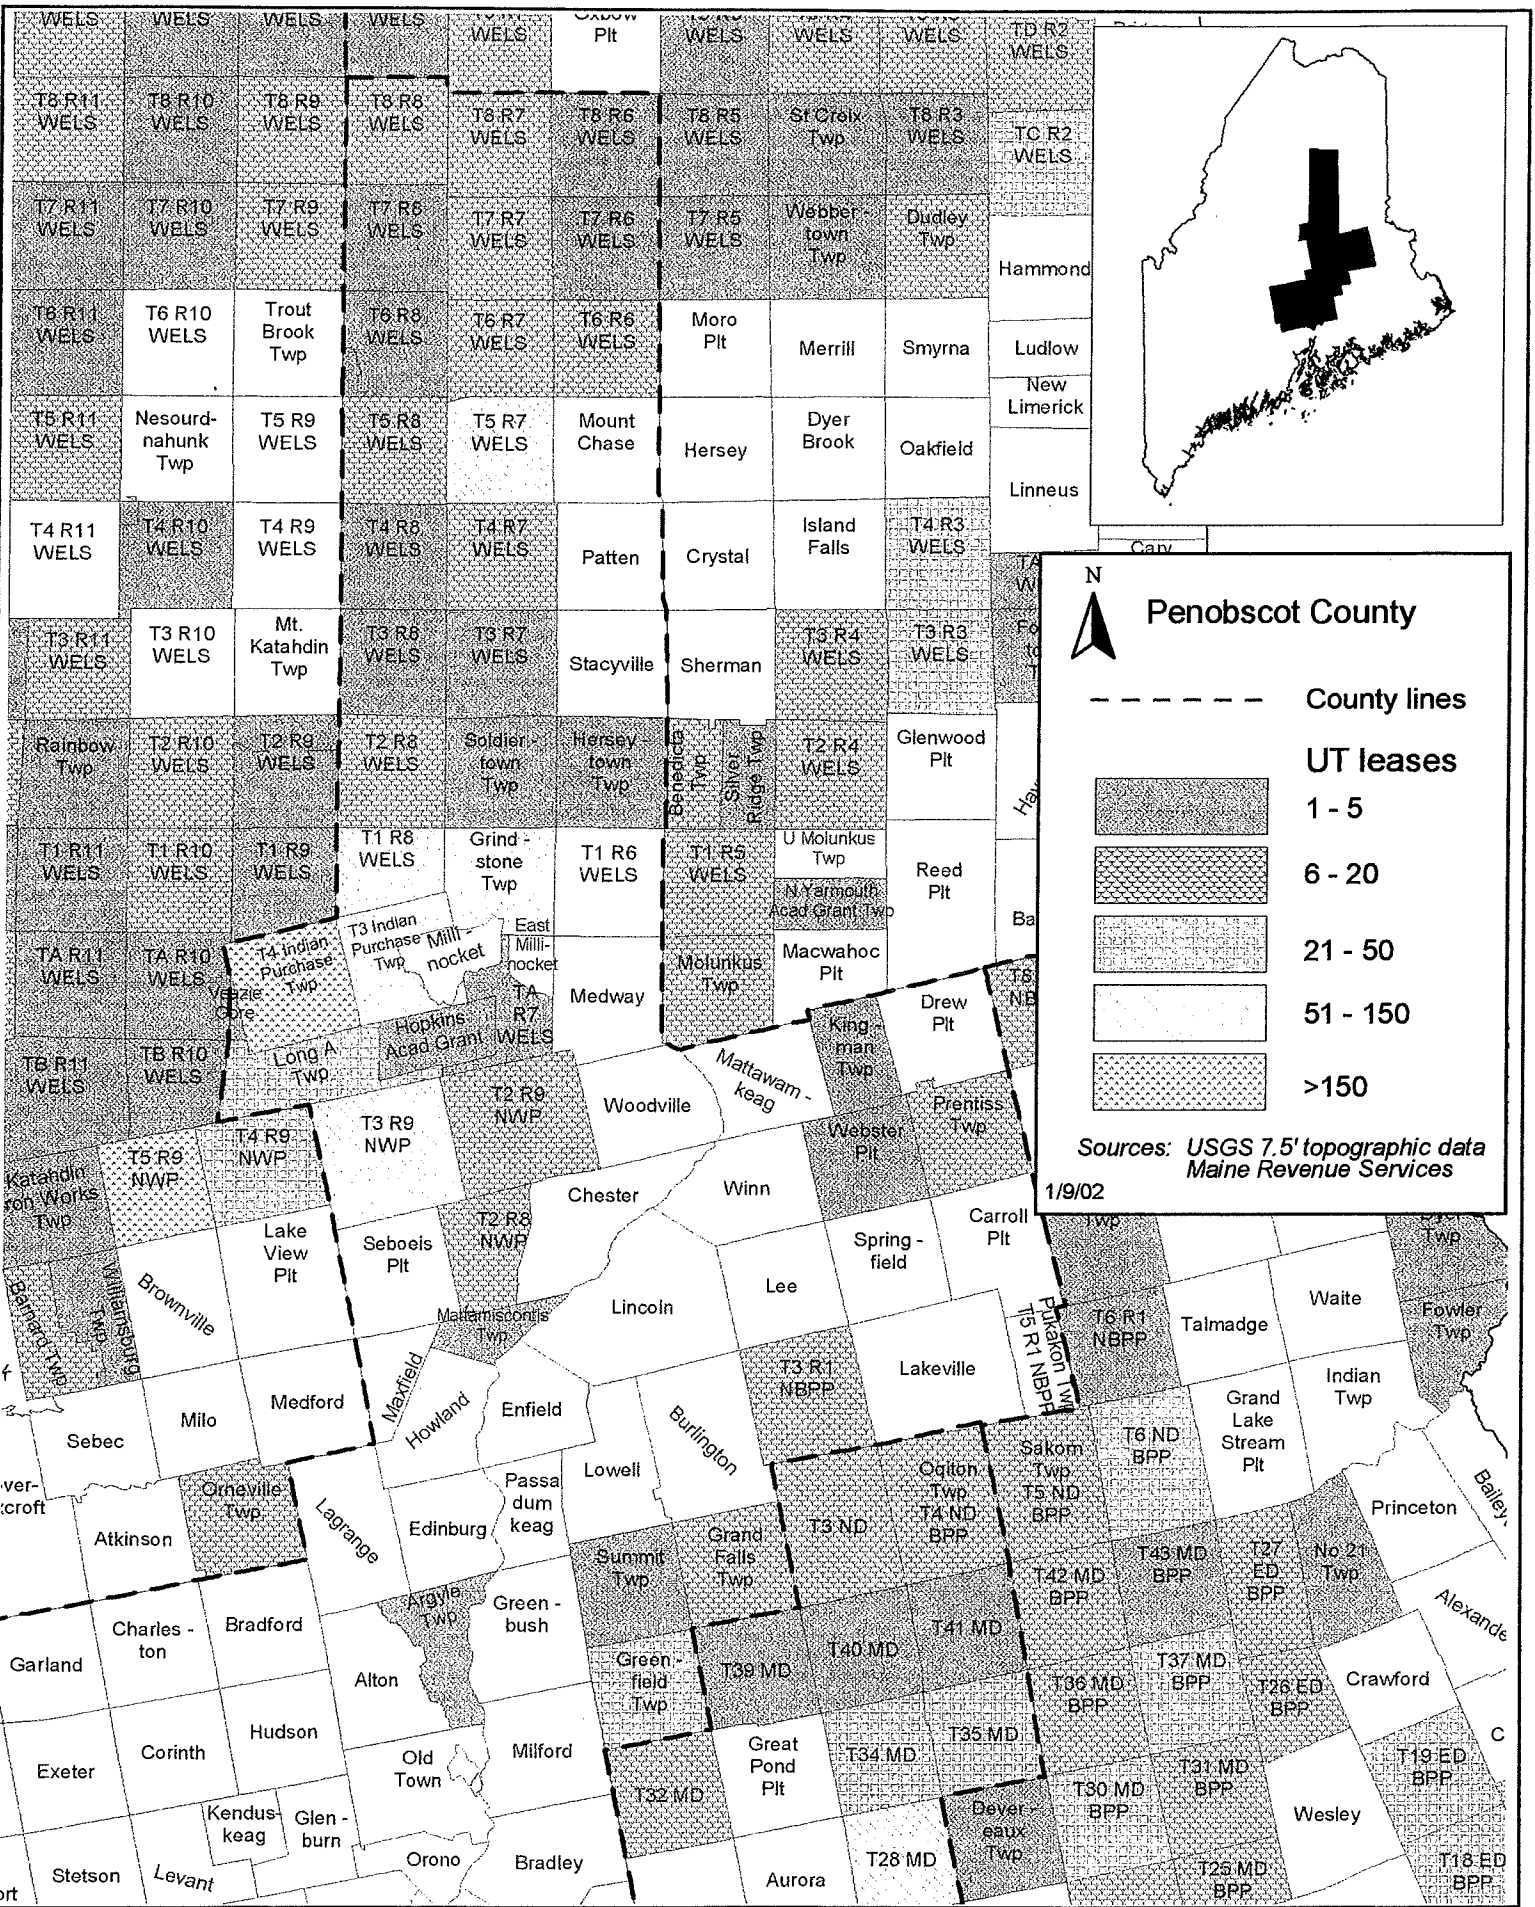 WELS
WELS
WELS
WELS
WELS
Oxbow
Plt
WELS
WELS
WELS
TD R2
WELS
T8 R11
WELS
T8 R10
WELS
T8 R9
WELS
T8 R8
WELS
T8 R7
WELS
T8 R6
WELS
T8 R5
WELS
St Croix
Twp
T8 R3
WELS
TC R2
WELS
T7 R11
WELS
T7 R10
WELS
T7 R9
WELS
T7 R8
WELS
T7 R7
WELS
T7 R6
WELS
T7 R5
WELS
Webber -
town
Twp
Dudley
Twp
Hammond
T6 R11
WELS
T6 R10
WELS
Trout
Brook
Twp
T6 R8
WELS
T6 R7
WELS
T6 R6
WELS
Moro
Plt
Merrill
Smyrna
Ludlow
New
Limerick
T5 R11
WELS
Nesourd-
nahunk
Twp
T5 R9
WELS
T5 R8
WELS
T5 R7
WELS
Mount
Chase
Hersey
Dyer
Brook
Oakfield
Linneus
T4 R11
WELS
T4 R10
WELS
T4 R9
WELS
T4 R8
WELS
T4 R7
WELS
Patten
Crystal
Island
Falls
T4 R3
WELS
Cary
TA
W
T3 R11
WELS
T3 R10
WELS
Mt.
Katahdin
Twp
T3 R8
WELS
T3 R7
WELS
Stacyville
Sherman
T3 R4
WELS
T3 R3
WELS
Fo
to
T
Rainbow
Twp
T2 R10
WELS
T2 R9
WELS
T2 R8
WELS
Soldier -
town
Twp
Hersey -
town
Twp
Benedicta
Twp
Silver
Ridge Twp
T2 R4
WELS
Glenwood
Plt
Hay
T1 R11
WELS
T1 R10
WELS
T1 R9
WELS
T1 R8
WELS
Grind -
stone
Twp
T1 R6
WELS
T1 R5
WELS
U Molunkus
Twp
N Yarmouth
Acad Grant Twp
Reed
Plt
Ba
TA R11
WELS
TA R10
WELS
Veazie
Gore
T4 Indian
Purchase
Twp
T3 Indian
Purchase
Twp
Milli -
nocket
East
Milli-
nocket
TA
R7
WELS
Medway
Molunkus
Twp
Macwahoc
Plt
Drew
Plt
T8
NB
TB R11
WELS
TB R10
WELS
Long A
Twp
Hopkins
Acad Grant
T2 R9
NWP
Woodville
Mattawam -
keag
King -
man
Twp
Prentiss
Twp
Katahdin
ron Works
Twp
T5 R9
NWP
T4 R9
NWP
T3 R9
NWP
Chester
Winn
Webster
Plt
Lake
View
Plt
Seboeis
Plt
T2 R8
NWP
Spring -
field
Carroll
Plt
Twp
Twp
Barnard Twp
Williamsburg
Twp
Brownville
Mattamiscontis
Twp
Lincoln
Lee
Pukakon Twp
T5 R1 NBPP
T6 R1
NBPP
Talmadge
Waite
Fowler
Twp
Sebec
Milo
Medford
Maxfield
Howland
Enfield
Burlington
T3 R1
NBPP
Lakeville
Grand
Lake
Stream
Plt
Indian
Twp
ver-
xcroft
Atkinson
Orneville
Twp
Lagrange
Edinburg
Passa
dum
keag
Lowell
T3 ND
Oqiton
Twp
T4 ND
BPP
Sakom
Twp
T5 ND
BPP
T6 ND
BPP
Princeton
Bailey
Garland
Charles -
ton
Bradford
Alton
Argyle
Twp
Green -
bush
Summit
Twp
Grand
Falls
Twp
T42 MD
BPP
T43 MD
BPP
T27
ED
BPP
No 21
Twp
Alexande
Green -
field
Twp
T39 MD
T40 MD
T41 MD
T36 MD
BPP
T37 MD
BPP
T26 ED
BPP
Crawford
Exeter
Corinth
Hudson
Old
Town
Milford
T32 MD
Great
Pond
Plt
T34 MD
T35 MD
T30 MD
BPP
T31 MD
BPP
T19 ED
BPP
C
Stetson
Levant
Kendus-
keag
Glen -
burn
Orono
Bradley
Aurora
T28 MD
Dever -
eaux
Twp
T25 MD
BPP
Wesley
T18 ED
BPP
ort
N
Penobscot County
County lines
UT leases
1 - 5
6 - 20
21 - 50
51 - 150
>150
Sources: USGS 7.5' topographic data
Maine Revenue Services
1/9/02